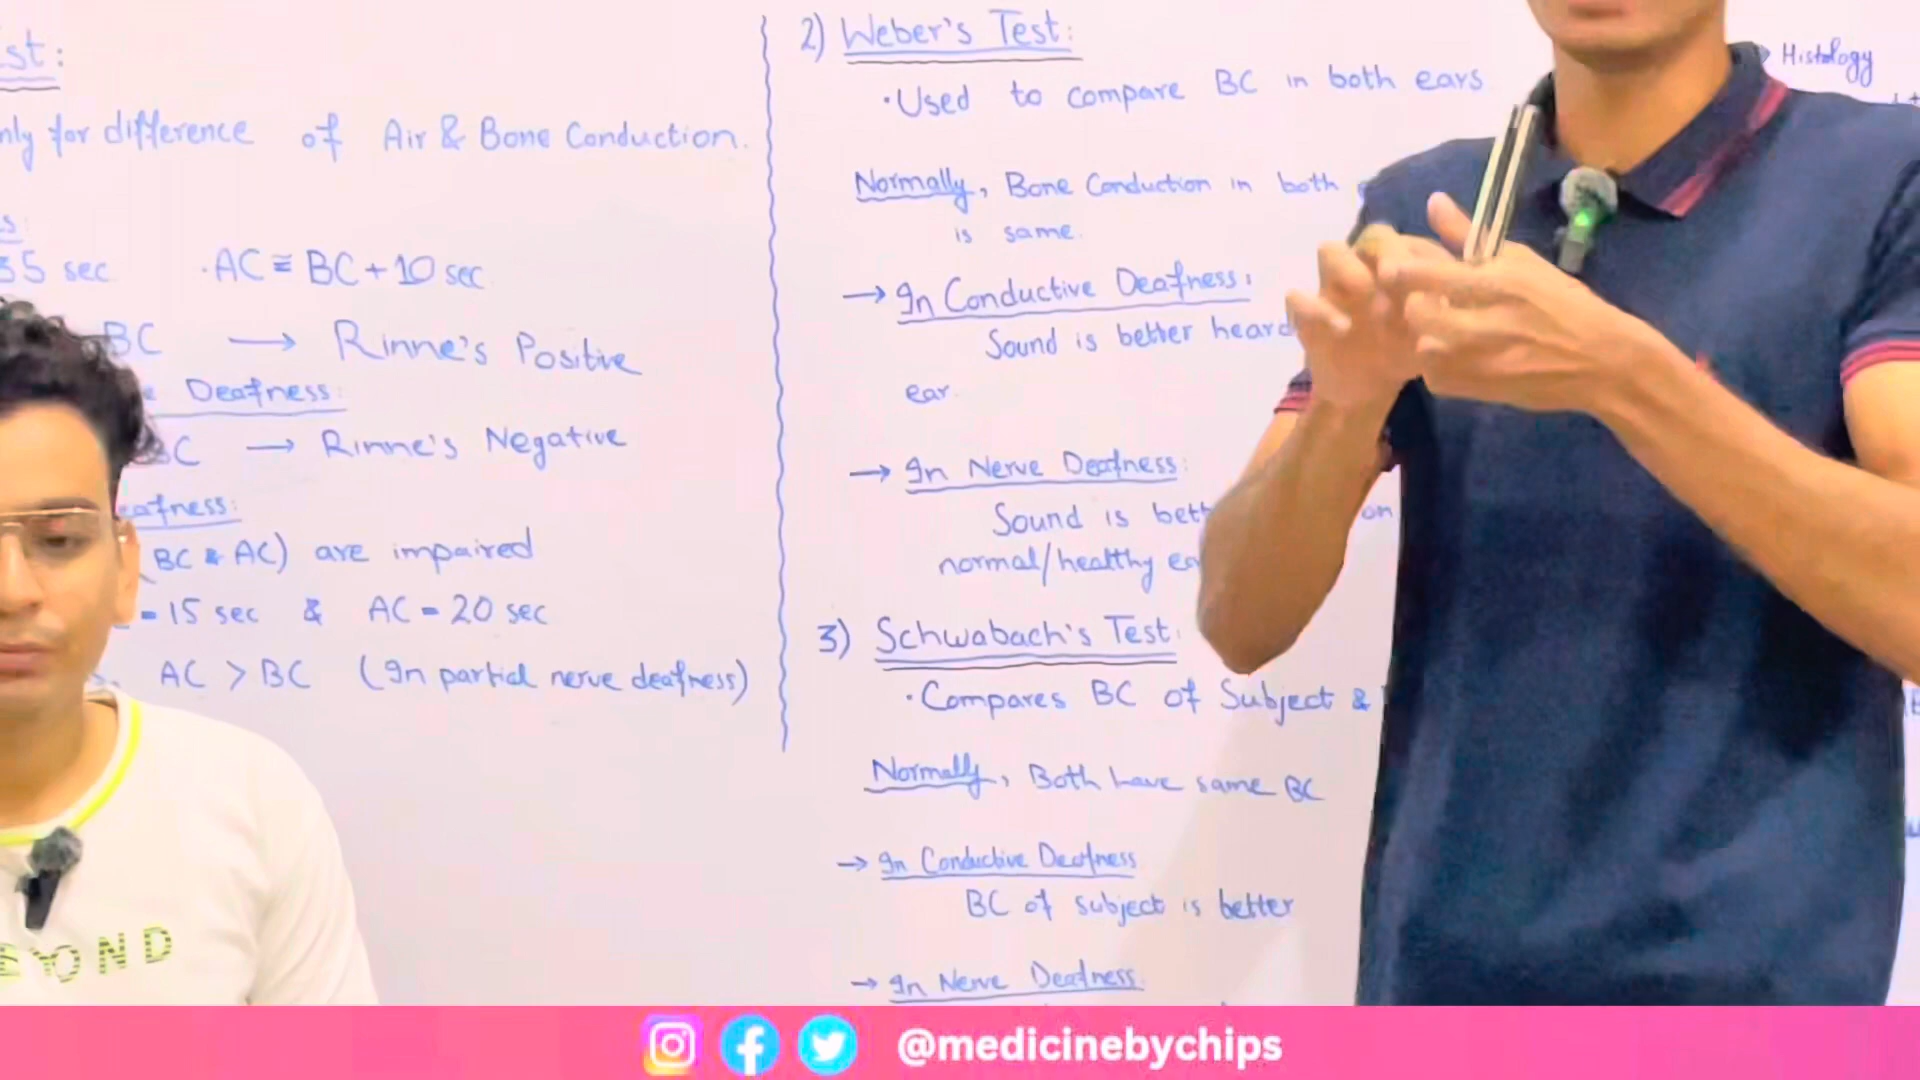 st:
nly for difference of Air & Bone Conduction.
s:
35 sec .AC ≅ BC + 10 sec
BC → Rinne's Positive
e Deafness:
BC → Rinne's Negative
eafness:
(BC & AC) are impaired
= 15 sec & AC = 20 sec
AC > BC (In partial nerve deafness)
2) Weber's Test:
• Used to compare BC in both ears
Normally, Bone Conduction in both
is same.
→ In Conductive Deafness:
Sound is better heard
ear.
→ In Nerve Deafness:
Sound is bett on
normal/healthy ea
3) Schwabach's Test:
• Compares BC of Subject &
Normally, Both have same BC
→ In Conductive Deafness
BC of subject is better
→ In Nerve Deafness.
Histology
EYOND
@medicinebychips